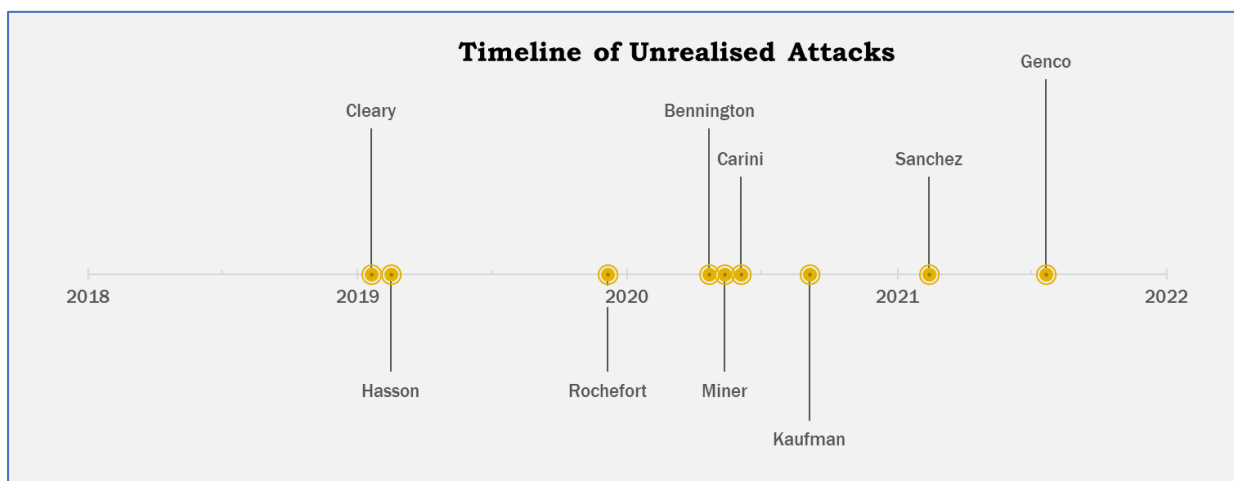 Timeline of Unrealised Attacks
Genco
Cleary
Bennington
Carini
Sanchez
2018
2019
2020
2021
2022
Hasson
Rochefort
Miner
Kaufman